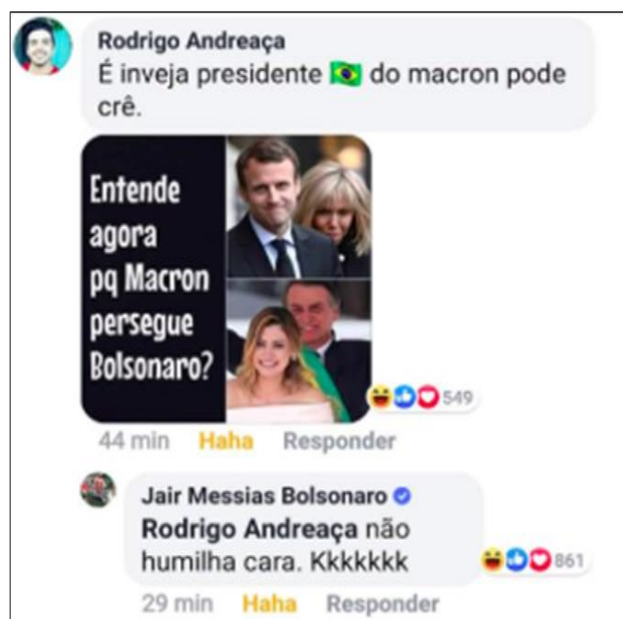 Rodrigo Andreaça
É inveja presidente 🇧🇷 do macron pode
crê.
Entende
agora
pq Macron
persegue
Bolsonaro?
549
44 min Haha Responder
Jair Messias Bolsonaro
Rodrigo Andreaça não
humilha cara. Kkkkkkk
861
29 min Haha Responder